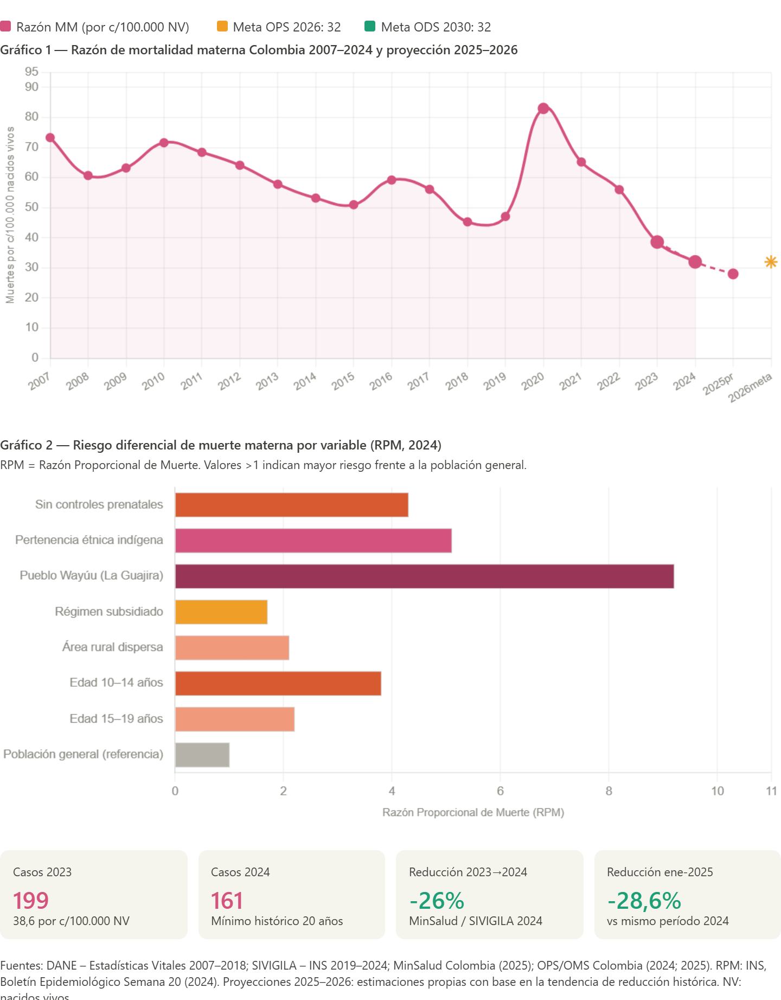 Razón MM (por c/100.000 NV) Meta OPS 2026: 32 Meta ODS 2030: 32
Gráfico 1 — Razón de mortalidad materna Colombia 2007–2024 y proyección 2025–2026
Muertes por c/100.000 nacidos vivos
95
90
80
70
60
50
40
30
20
10
0
2007 2008 2009 2010 2011 2012 2013 2014 2015 2016 2017 2018 2019 2020 2021 2022 2023 2024 2025pr 2026meta
Gráfico 2 — Riesgo diferencial de muerte materna por variable (RPM, 2024)
RPM = Razón Proporcional de Muerte. Valores >1 indican mayor riesgo frente a la población general.
Sin controles prenatales
Pertenencia étnica indígena
Pueblo Wayúu (La Guajira)
Régimen subsidiado
Área rural dispersa
Edad 10–14 años
Edad 15–19 años
Población general (referencia)
0 2 4 6 8 10 11
Razón Proporcional de Muerte (RPM)
Casos 2023
199
38,6 por c/100.000 NV
Casos 2024
161
Mínimo histórico 20 años
Reducción 2023→2024
-26%
MinSalud / SIVIGILA 2024
Reducción ene-2025
-28,6%
vs mismo período 2024
Fuentes: DANE – Estadísticas Vitales 2007–2018; SIVIGILA – INS 2019–2024; MinSalud Colombia (2025); OPS/OMS Colombia (2024; 2025). RPM: INS,
Boletín Epidemiológico Semana 20 (2024). Proyecciones 2025–2026: estimaciones propias con base en la tendencia de reducción histórica. NV:
nacidos vivos.